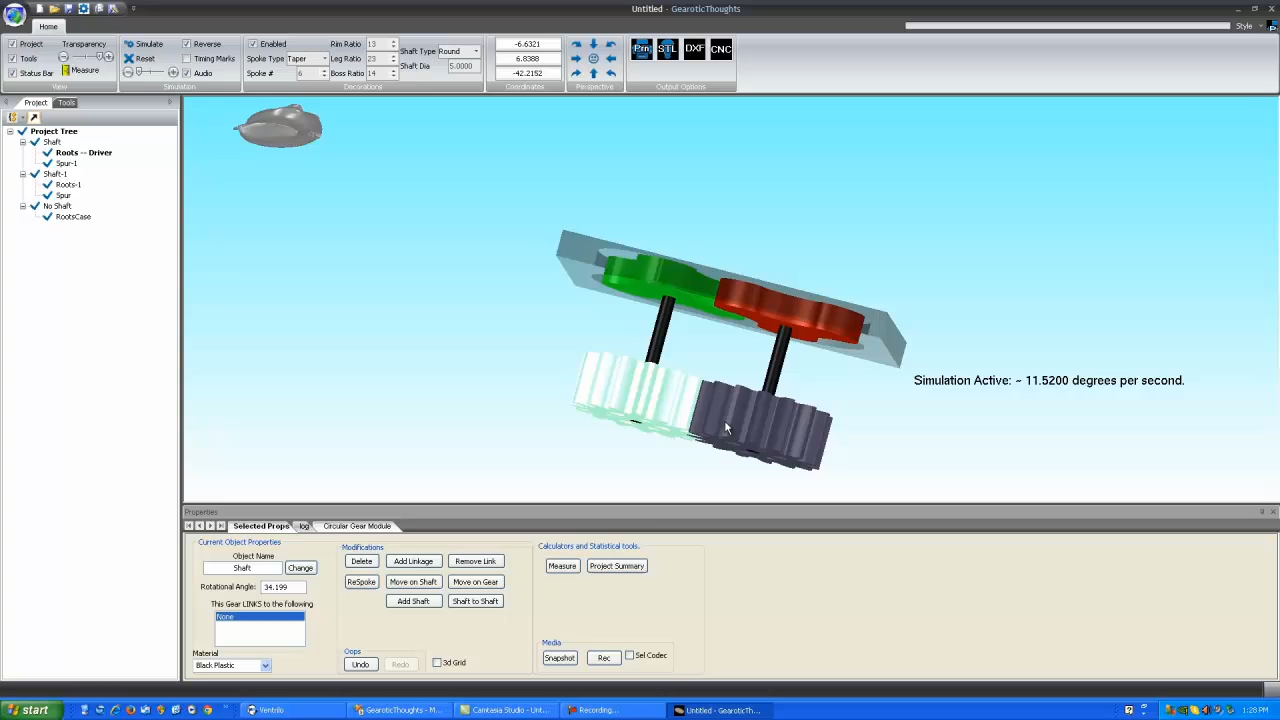 Untitled - GearoticThoughts
Home
Style
Project
Transparency
Tools
Status Bar
Measure
View
Simulate
Reverse
Reset
Timing Marks
Audio
Simulation
Enabled
Rim Ratio 13
Spoke Type Taper
Leg Ratio 23
Spoke # 6
Boss Ratio 14
Shaft Type Round
Shaft Dia 5.0000
Decorations
-6.6321
6.8388
-42.2152
Coordinates
Perspective
Prn STL DXF CNC
Output Options
Project Tools
Project Tree
Shaft
Roots -- Driver
Spur-1
Shaft-1
Roots-1
Spur
No Shaft
RootsCase
Simulation Active: ~ 11.5200 degrees per second.
Properties
Selected Props log Circular Gear Module
Current Object Properties
Object Name
Shaft Change
Rotational Angle: 34.199
This Gear LINKS to the following
None
Material
Black Plastic
Modifications
Delete Add Linkage Remove Link
ReSpoke Move on Shaft Move on Gear
Add Shaft Shaft to Shaft
Oops
Undo Redo 3d Grid
Calculators and Statistical tools.
Measure Project Summary
Media
Snapshot Rec Sel Codec
start Ventrilo GearoticThoughts - M... Camtasia Studio - Unt... Recording... Untitled - GearoticTh... 1:28 PM